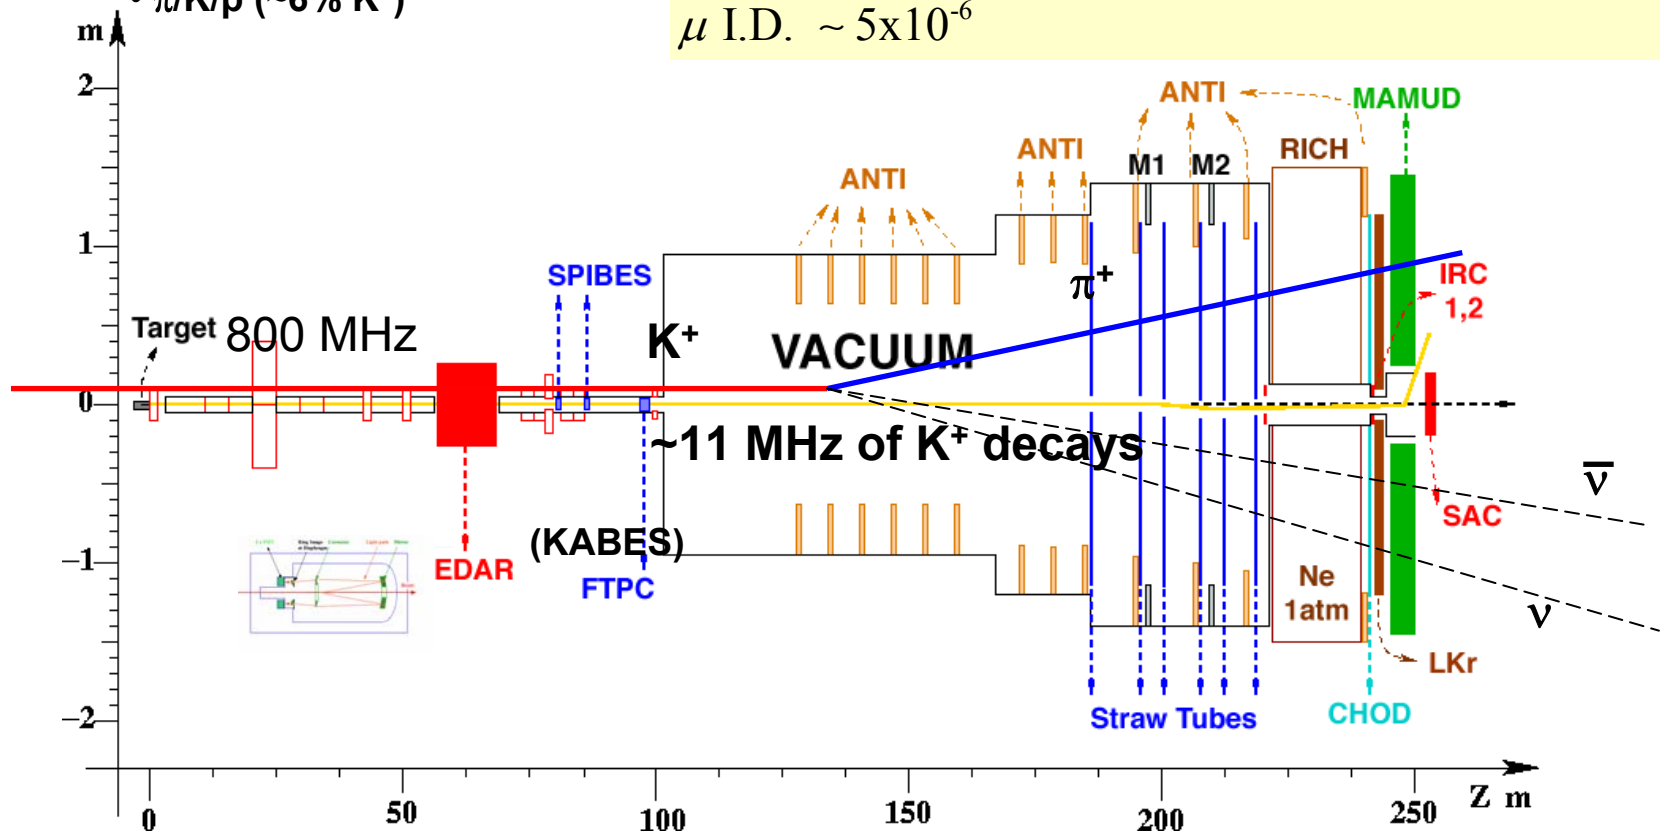 π/K/p (~6% K⁺)
μ I.D. ~ 5x10⁻⁶
m
2
1
0
−1
−2
ANTI
MAMUD
ANTI
M1 M2
RICH
ANTI
SPIBES
π⁺
IRC
1,2
Target
800 MHz
K⁺
VACUUM
~11 MHz of K⁺ decays
ν̅
SAC
(KABES)
EDAR
FTPC
Ne
1atm
ν
LKr
Straw Tubes
CHOD
0
50
100
150
200
250
Z m